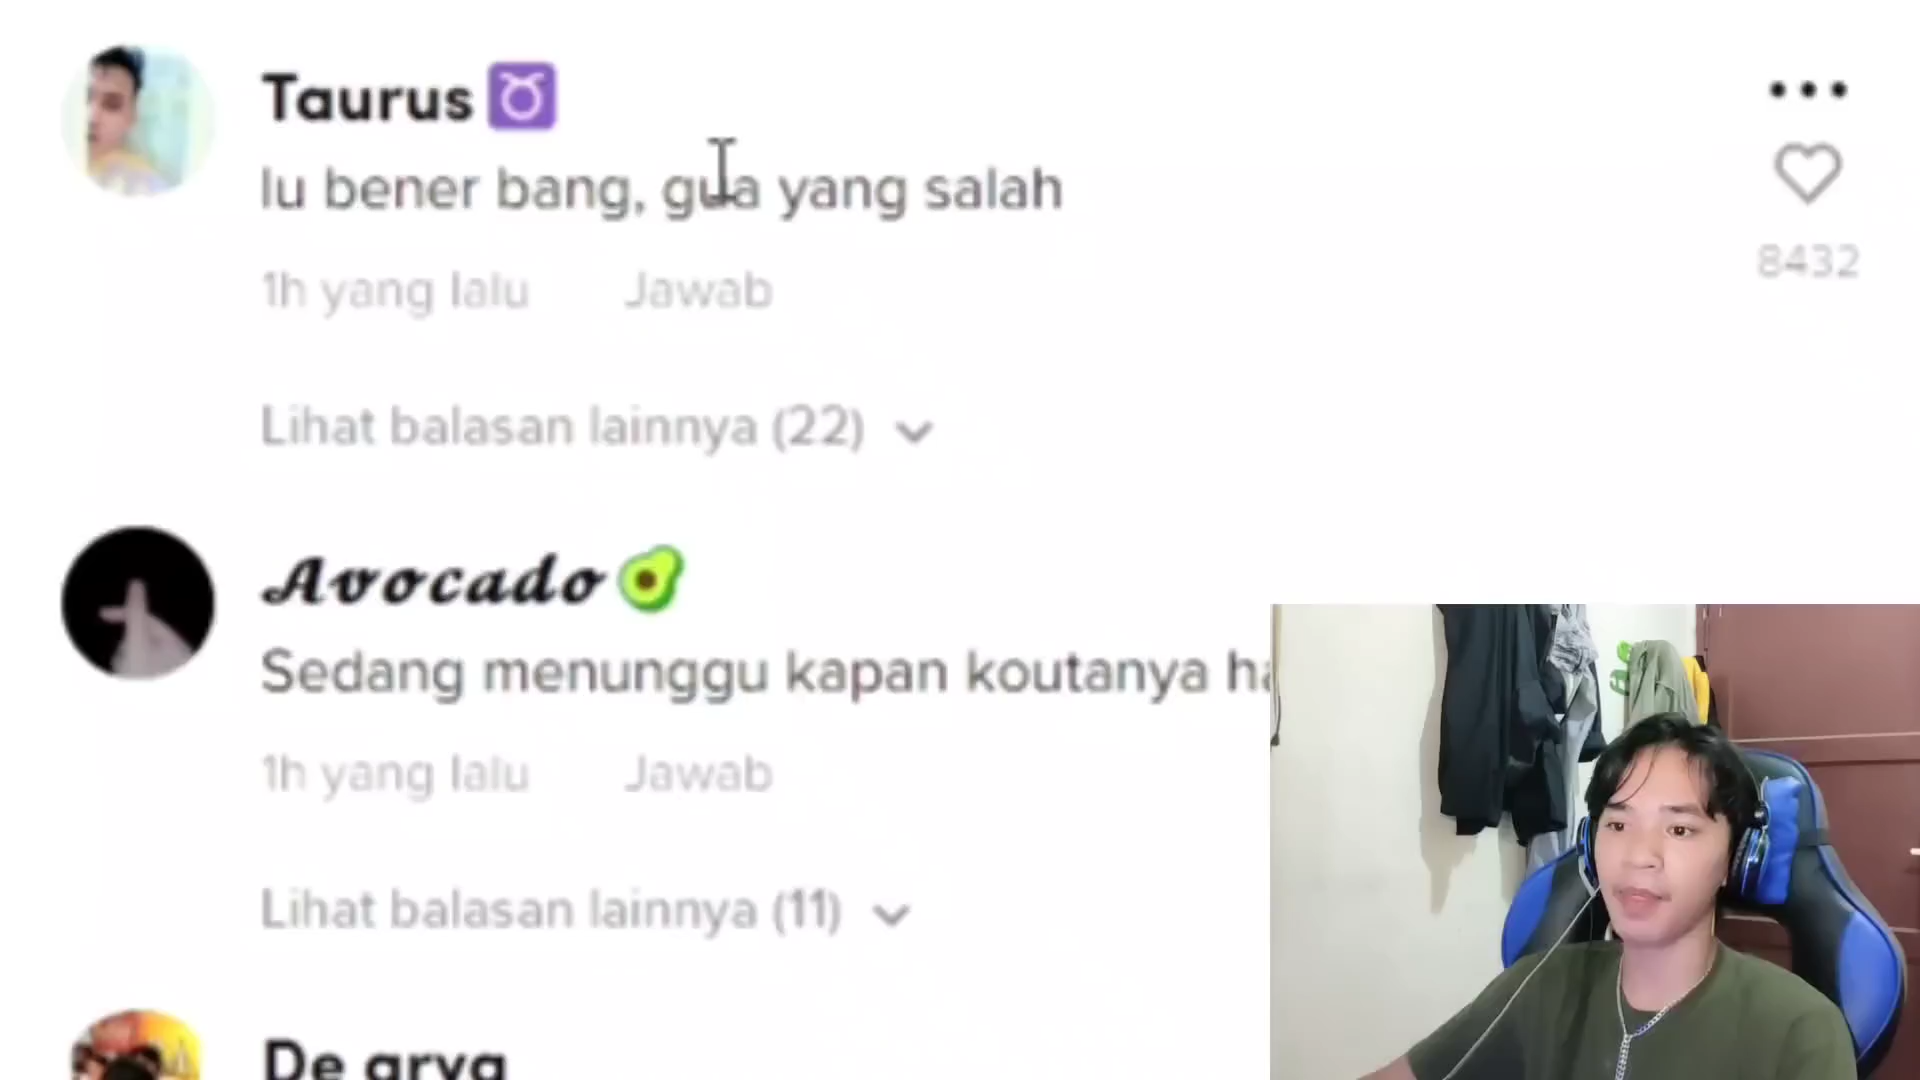 Taurus ♉
lu bener bang, gua yang salah
8432
1h yang lalu Jawab
Lihat balasan lainnya (22)
𝓐𝓿𝓸𝓬𝓪𝓭𝓸 🥑
Sedang menunggu kapan koutanya
1h yang lalu Jawab
Lihat balasan lainnya (11)
De arya